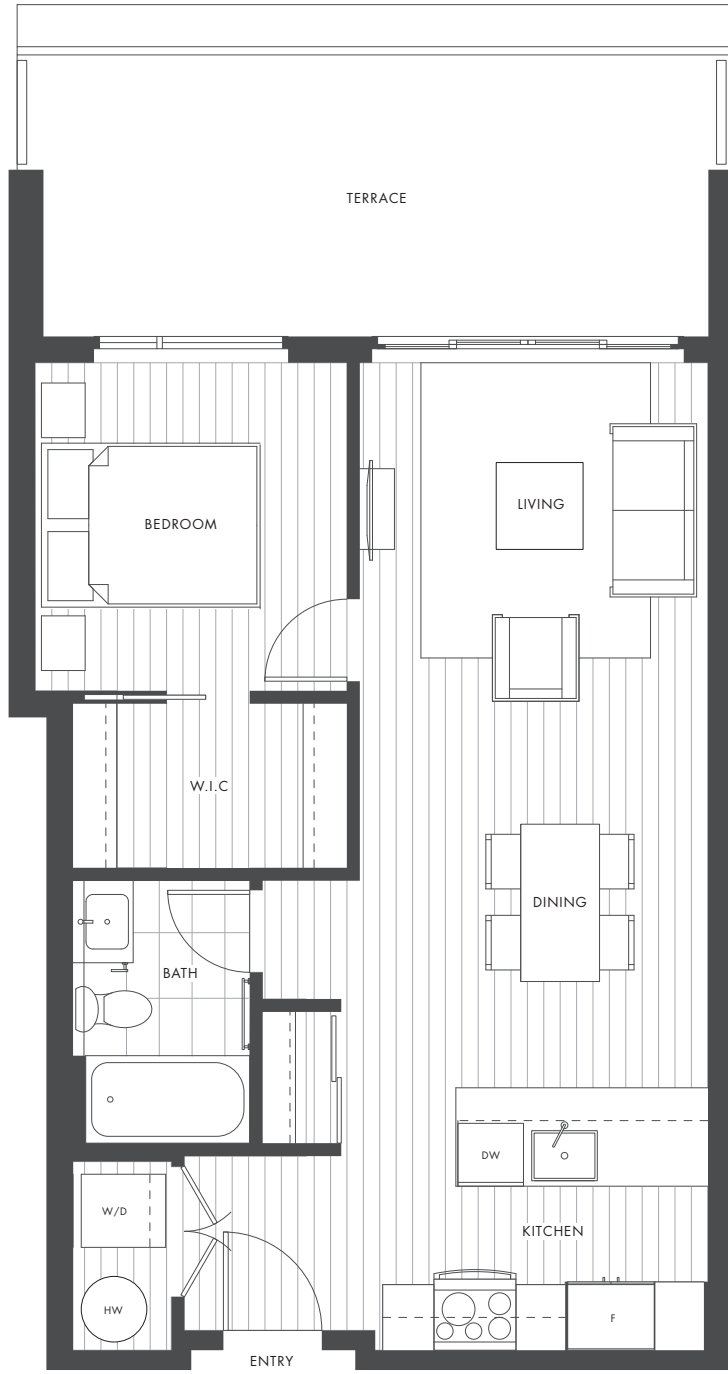 TERRACE
BEDROOM
LIVING
W.I.C
DINING
BATH
DW
W/D
KITCHEN
HW
F
ENTRY